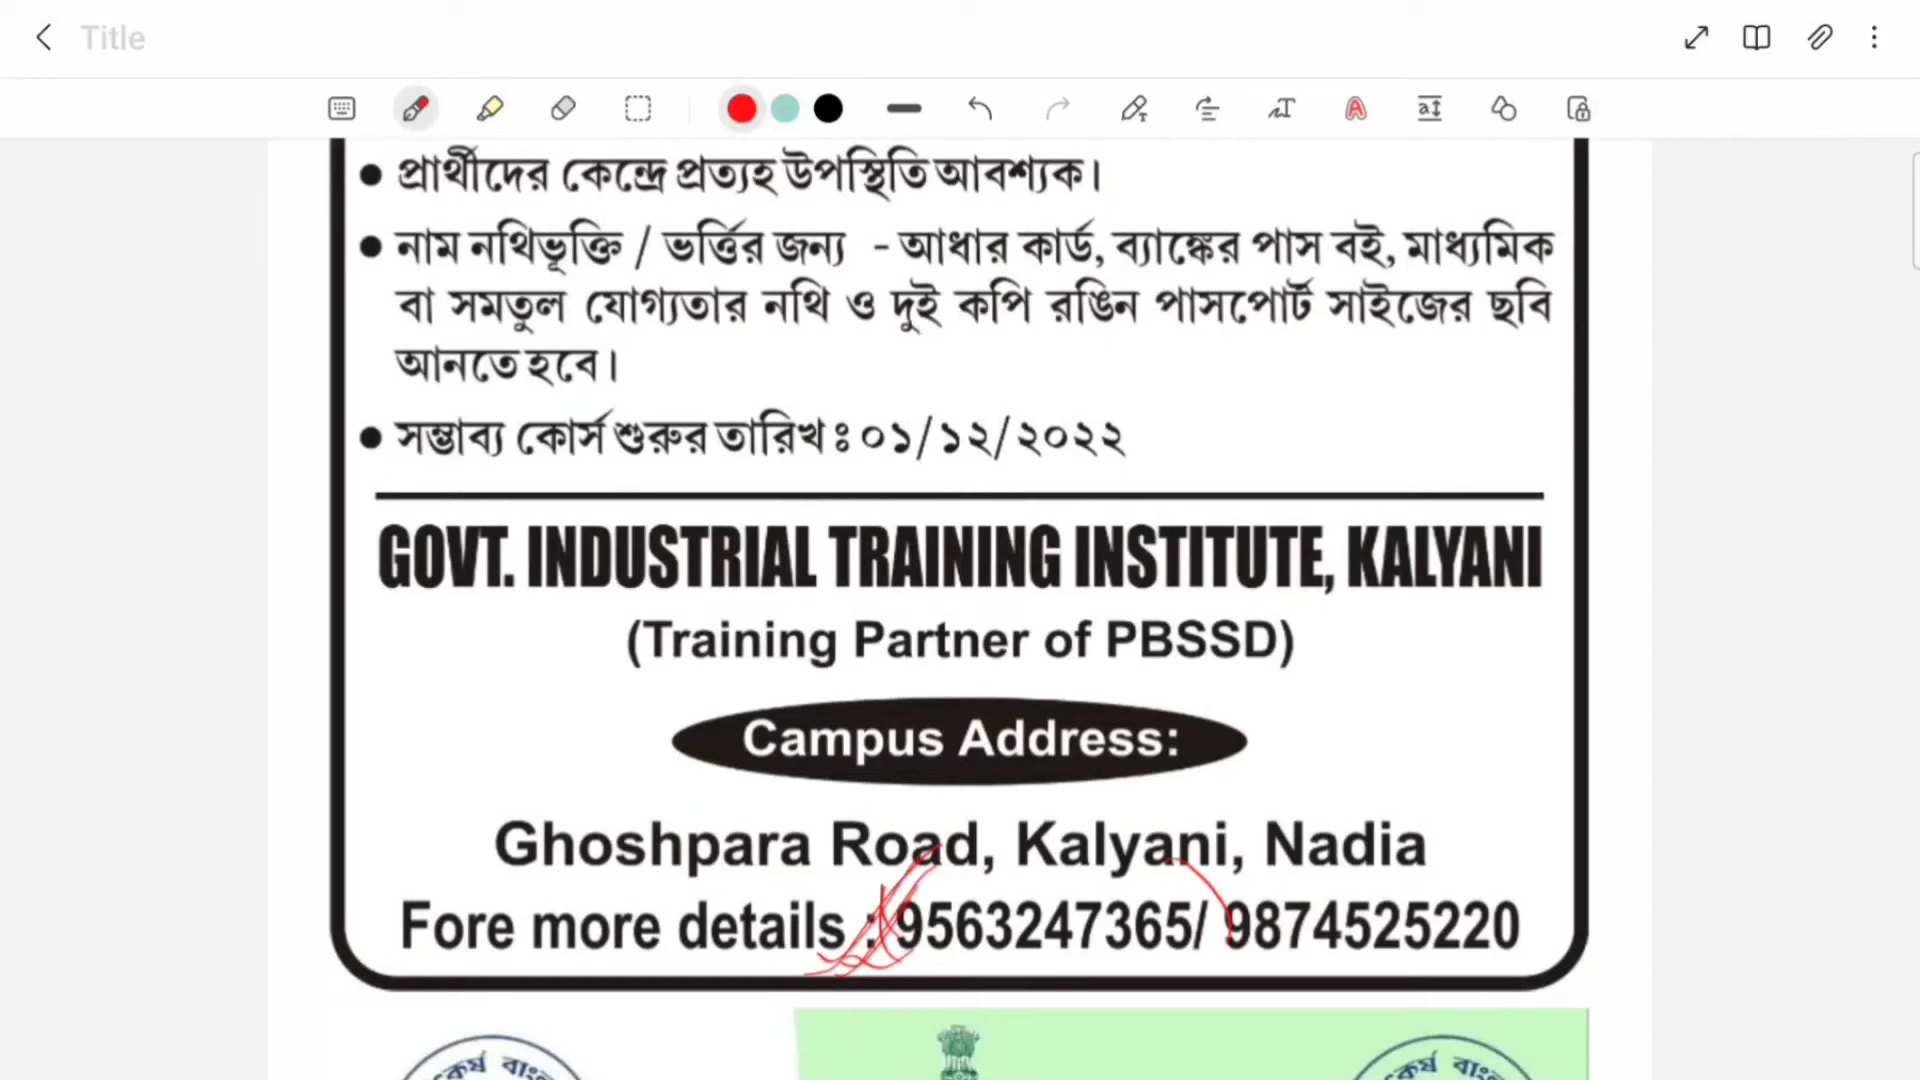 Title
• প্রার্থীদের কেন্দ্রে প্রত্যহ উপস্থিতি আবশ্যক।
• নাম নথিভূক্তি / ভর্ত্তির জন্য - আধার কার্ড, ব্যাঙ্কের পাস বই, মাধ্যমিক
বা সমতুল যোগ্যতার নথি ও দুই কপি রঙিন পাসপোর্ট সাইজের ছবি
আনতে হবে।
• সম্ভাব্য কোর্স শুরুর তারিখ ঃ ০১/১২/২০২২
GOVT. INDUSTRIAL TRAINING INSTITUTE, KALYANI
(Training Partner of PBSSD)
Campus Address:
Ghoshpara Road, Kalyani, Nadia
Fore more details : 9563247365/ 9874525220